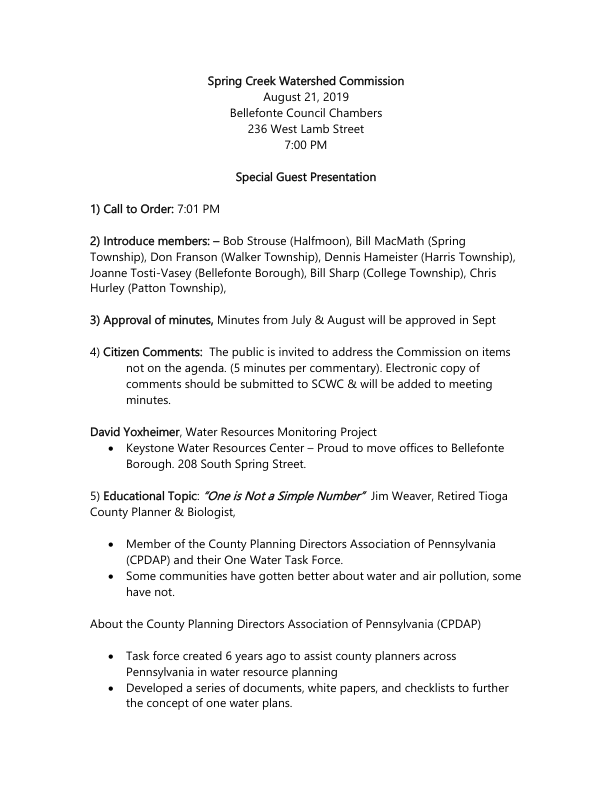 Spring Creek Watershed Commission
August 21, 2019
Bellefonte Council Chambers
236 West Lamb Street
7:00 PM
Special Guest Presentation
1) Call to Order: 7:01 PM
2) Introduce members: – Bob Strouse (Halfmoon), Bill MacMath (Spring
Township), Don Franson (Walker Township), Dennis Hameister (Harris Township),
Joanne Tosti-Vasey (Bellefonte Borough), Bill Sharp (College Township), Chris
Hurley (Patton Township),
3) Approval of minutes, Minutes from July & August will be approved in Sept
4) Citizen Comments: The public is invited to address the Commission on items
not on the agenda. (5 minutes per commentary). Electronic copy of
comments should be submitted to SCWC & will be added to meeting
minutes.
David Yoxheimer, Water Resources Monitoring Project
• Keystone Water Resources Center – Proud to move offices to Bellefonte
Borough. 208 South Spring Street.
5) Educational Topic: “One is Not a Simple Number” Jim Weaver, Retired Tioga
County Planner & Biologist,
• Member of the County Planning Directors Association of Pennsylvania
(CPDAP) and their One Water Task Force.
• Some communities have gotten better about water and air pollution, some
have not.
About the County Planning Directors Association of Pennsylvania (CPDAP)
• Task force created 6 years ago to assist county planners across
Pennsylvania in water resource planning
• Developed a series of documents, white papers, and checklists to further
the concept of one water plans.